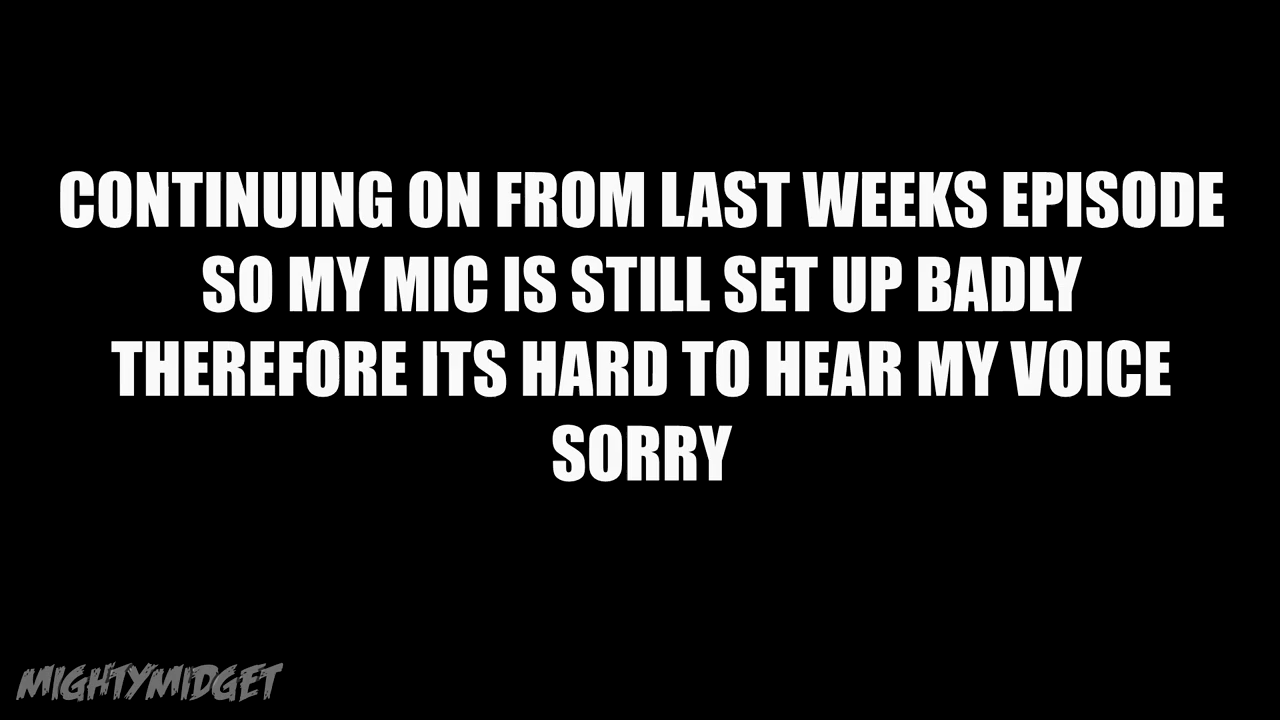 CONTINUING ON FROM LAST WEEKS EPISODE
SO MY MIC IS STILL SET UP BADLY
THEREFORE ITS HARD TO HEAR MY VOICE
SORRY
MIGHTYMIDGET